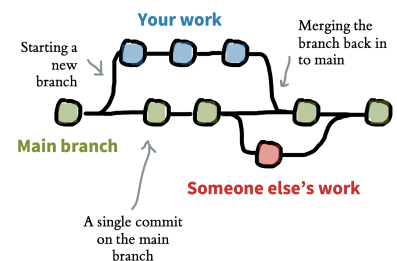 Your work
Starting a
new
branch
Merging the
branch back in
to main
Main branch
Someone else's work
A single commit
on the main
branch